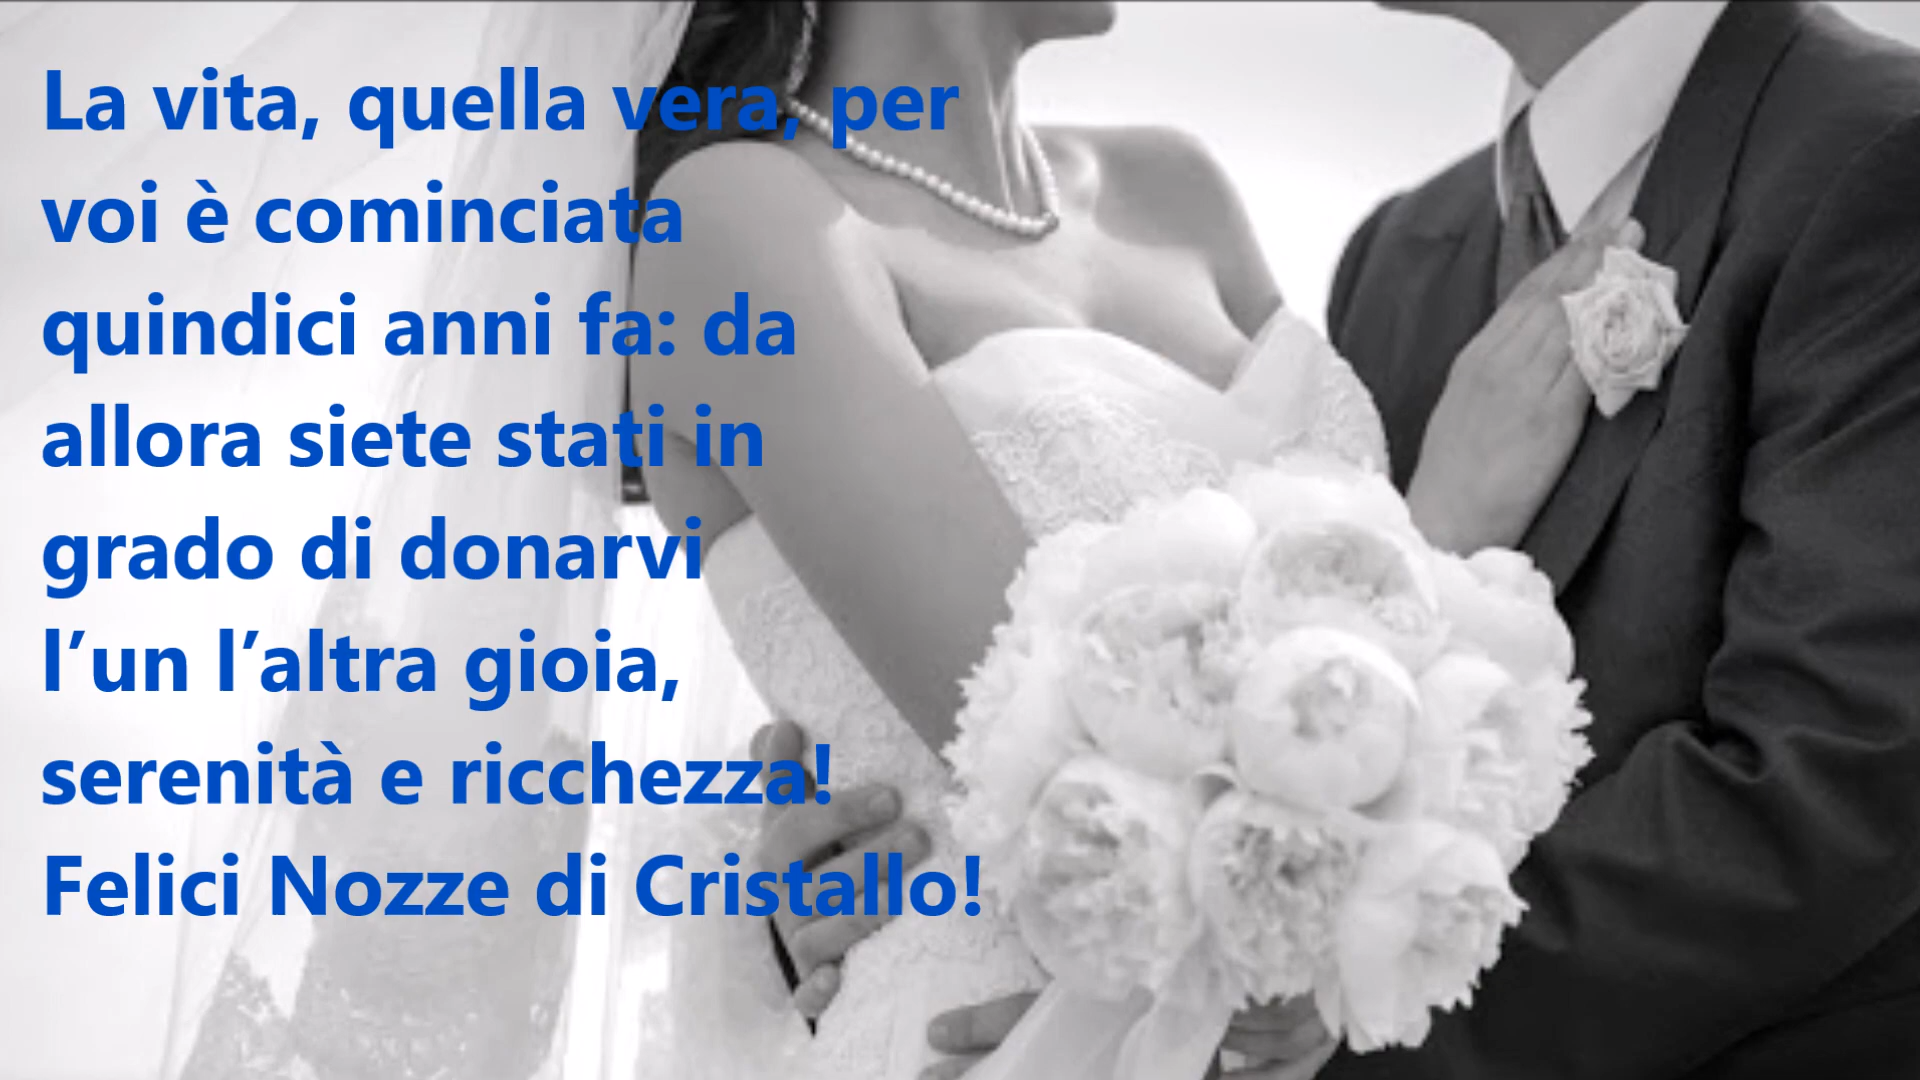 La vita, quella vera, per
voi è cominciata
quindici anni fa: da
allora siete stati in
grado di donarvi
l’un l’altra gioia,
serenità e ricchezza!
Felici Nozze di Cristallo!